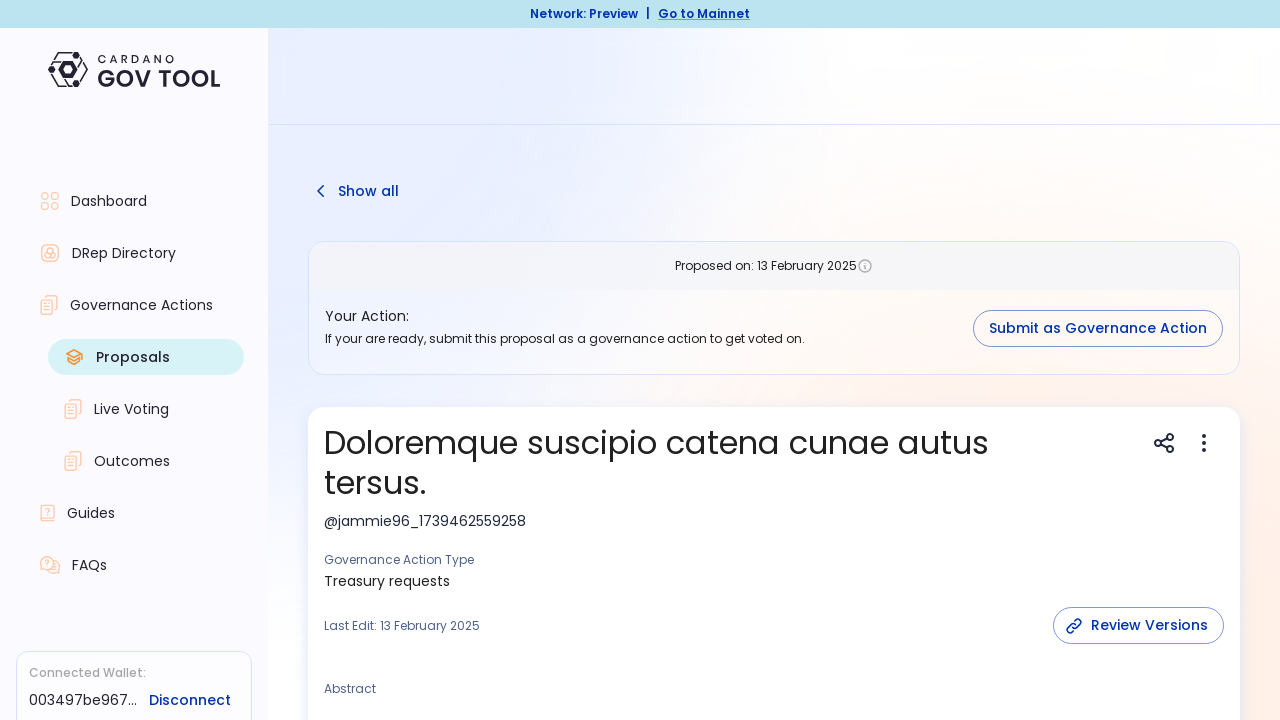 Network: Preview | Go to Mainnet
CARDANO
GOV TOOL
Dashboard
DRep Directory
Governance Actions
Proposals
Live Voting
Outcomes
Guides
FAQs
Connected Wallet:
003497be967... Disconnect
Show all
Proposed on: 13 February 2025
Your Action:
If your are ready, submit this proposal as a governance action to get voted on.
Submit as Governance Action
Doloremque suscipio catena cunae autus
tersus.
@jammie96_1739462559258
Governance Action Type
Treasury requests
Last Edit: 13 February 2025
Review Versions
Abstract